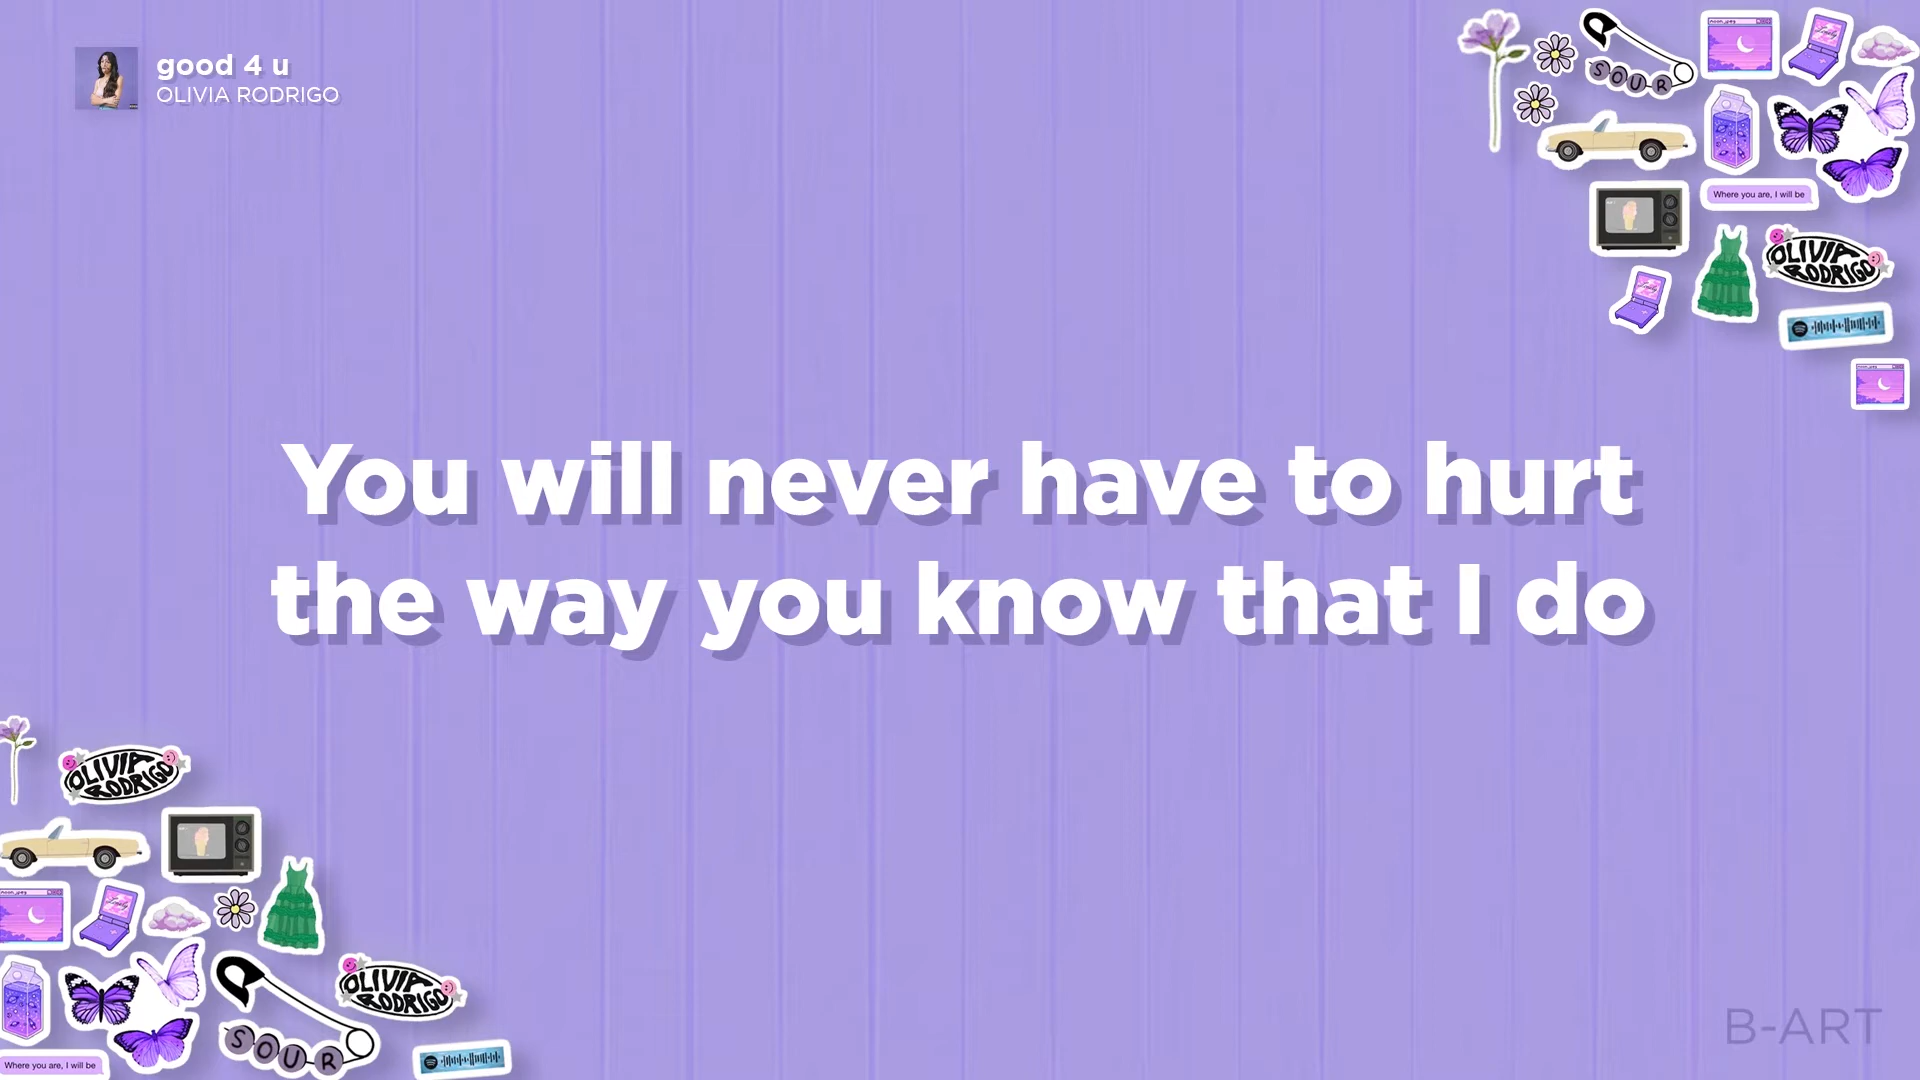 good 4 u
OLIVIA RODRIGO
SOUR
Where you are, I will be
OLIVIA
RODRIGO
You will never have to hurt
the way you know that I do
OLIVIA
RODRIGO
OLIVIA
RODRIGO
SOUR
Where you are, I will be
B-ART